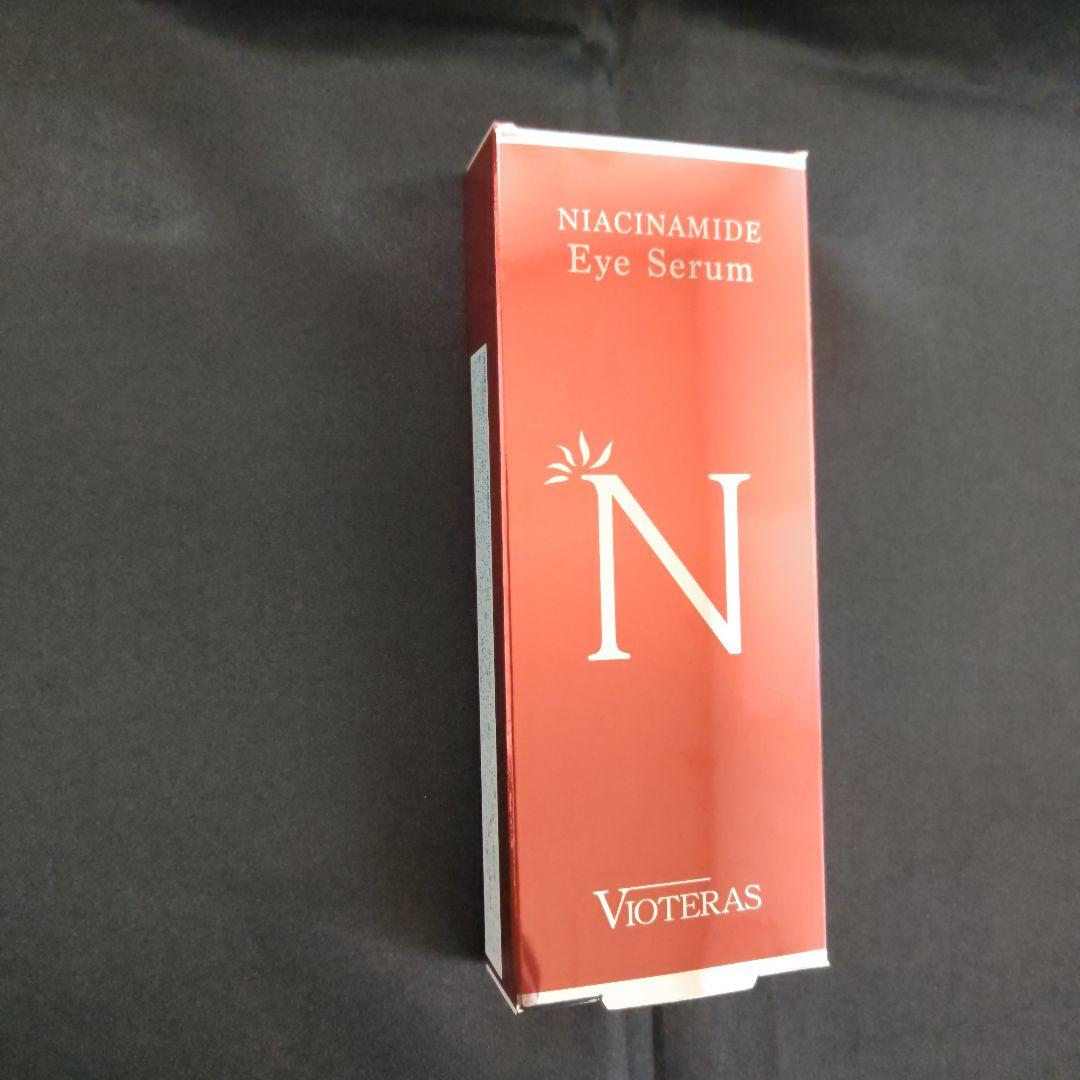 NIACINAMIDE
Eye Serum
N
VIOTERAS